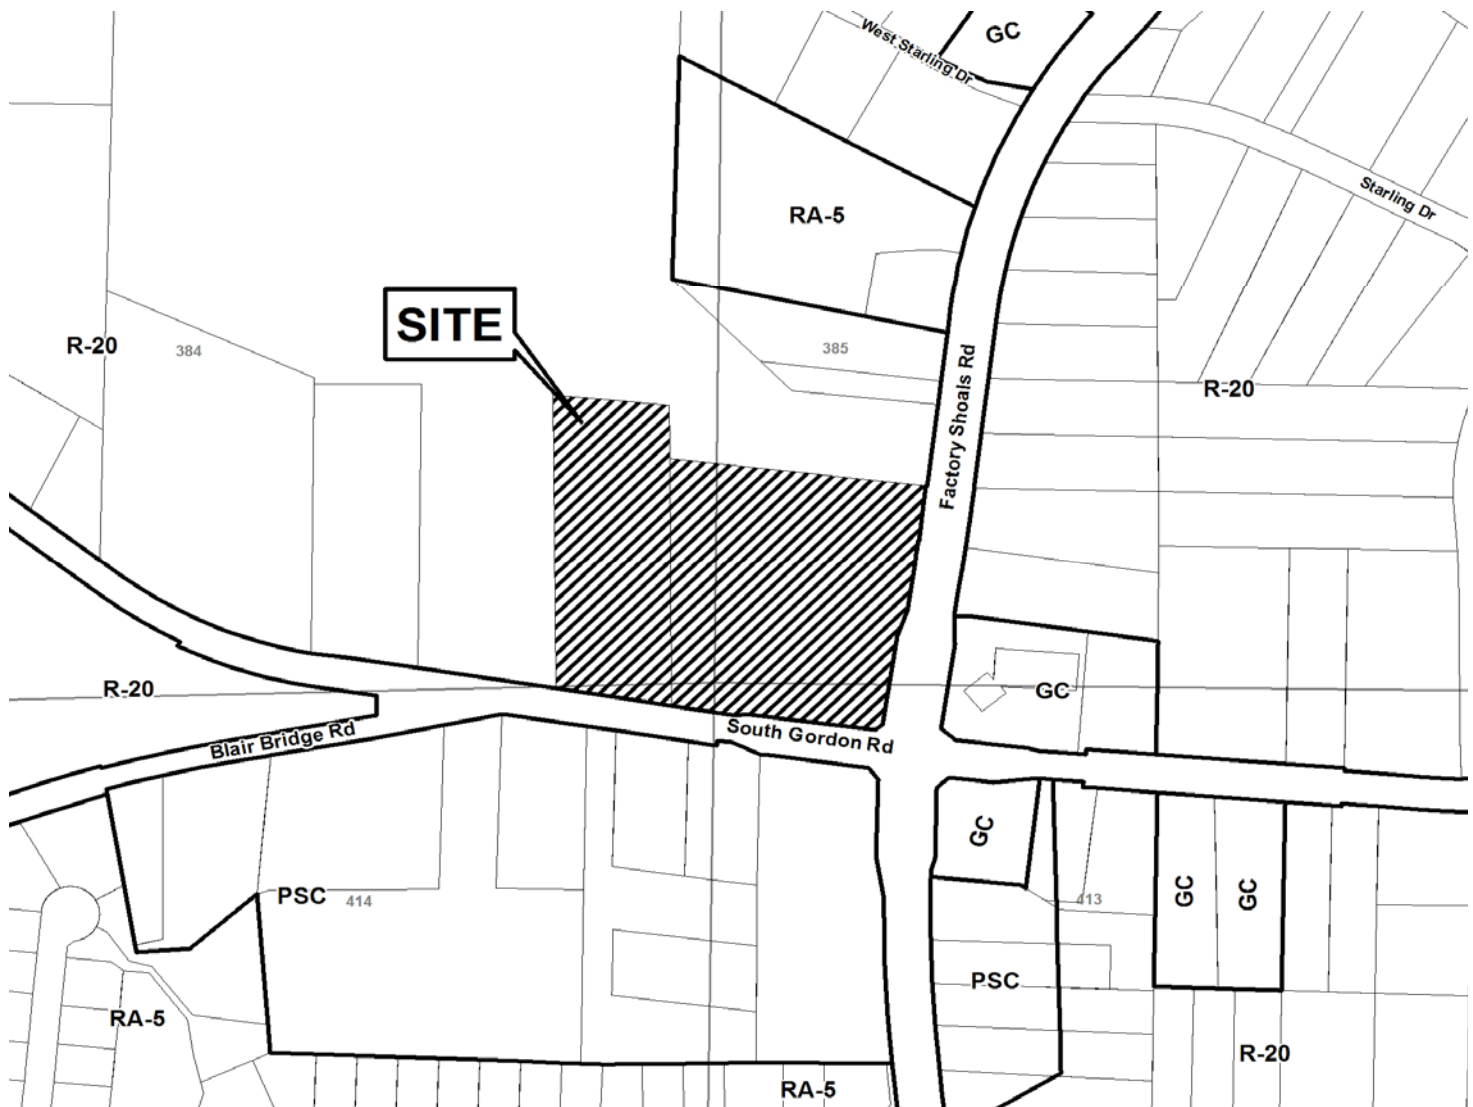 GC
West Starling Dr
Starling Dr
RA-5
SITE
R-20
384
385
Factory Shoals Rd
R-20
R-20
GC
Blair Bridge Rd
South Gordon Rd
GC
PSC
414
413
GC
GC
PSC
RA-5
R-20
RA-5